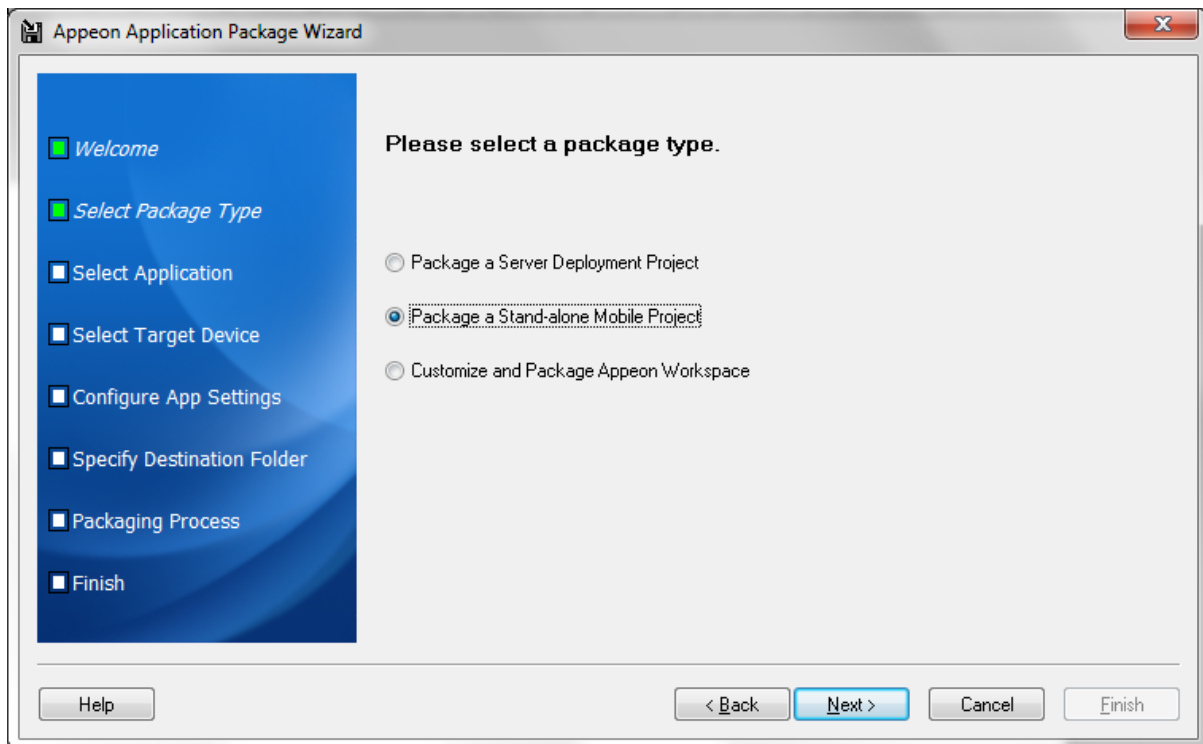 Appeon Application Package Wizard
Welcome
Select Package Type
Select Application
Select Target Device
Configure App Settings
Specify Destination Folder
Packaging Process
Finish
Please select a package type.
Package a Server Deployment Project
Package a Stand-alone Mobile Project
Customize and Package Appeon Workspace
Help
< Back
Next >
Cancel
Finish